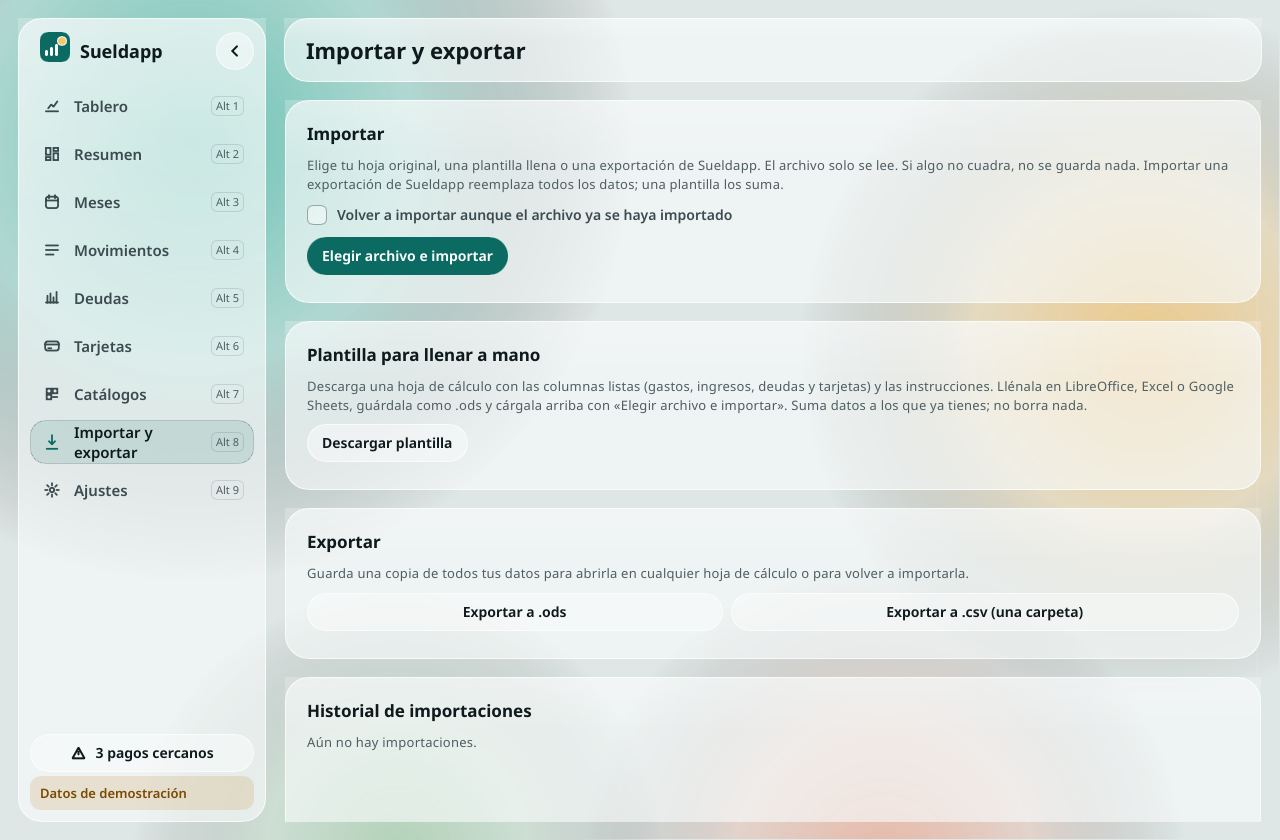 Sueldapp
Tablero Alt 1
Resumen Alt 2
Meses Alt 3
Movimientos Alt 4
Deudas Alt 5
Tarjetas Alt 6
Catálogos Alt 7
Importar y
exportar Alt 8
Ajustes Alt 9
3 pagos cercanos
Datos de demostración
Importar y exportar
Importar
Elige tu hoja original, una plantilla llena o una exportación de Sueldapp. El archivo solo se lee. Si algo no cuadra, no se guarda nada. Importar una
exportación de Sueldapp reemplaza todos los datos; una plantilla los suma.
Volver a importar aunque el archivo ya se haya importado
Elegir archivo e importar
Plantilla para llenar a mano
Descarga una hoja de cálculo con las columnas listas (gastos, ingresos, deudas y tarjetas) y las instrucciones. Llénala en LibreOffice, Excel o Google
Sheets, guárdala como .ods y cárgala arriba con «Elegir archivo e importar». Suma datos a los que ya tienes; no borra nada.
Descargar plantilla
Exportar
Guarda una copia de todos tus datos para abrirla en cualquier hoja de cálculo o para volver a importarla.
Exportar a .ods
Exportar a .csv (una carpeta)
Historial de importaciones
Aún no hay importaciones.